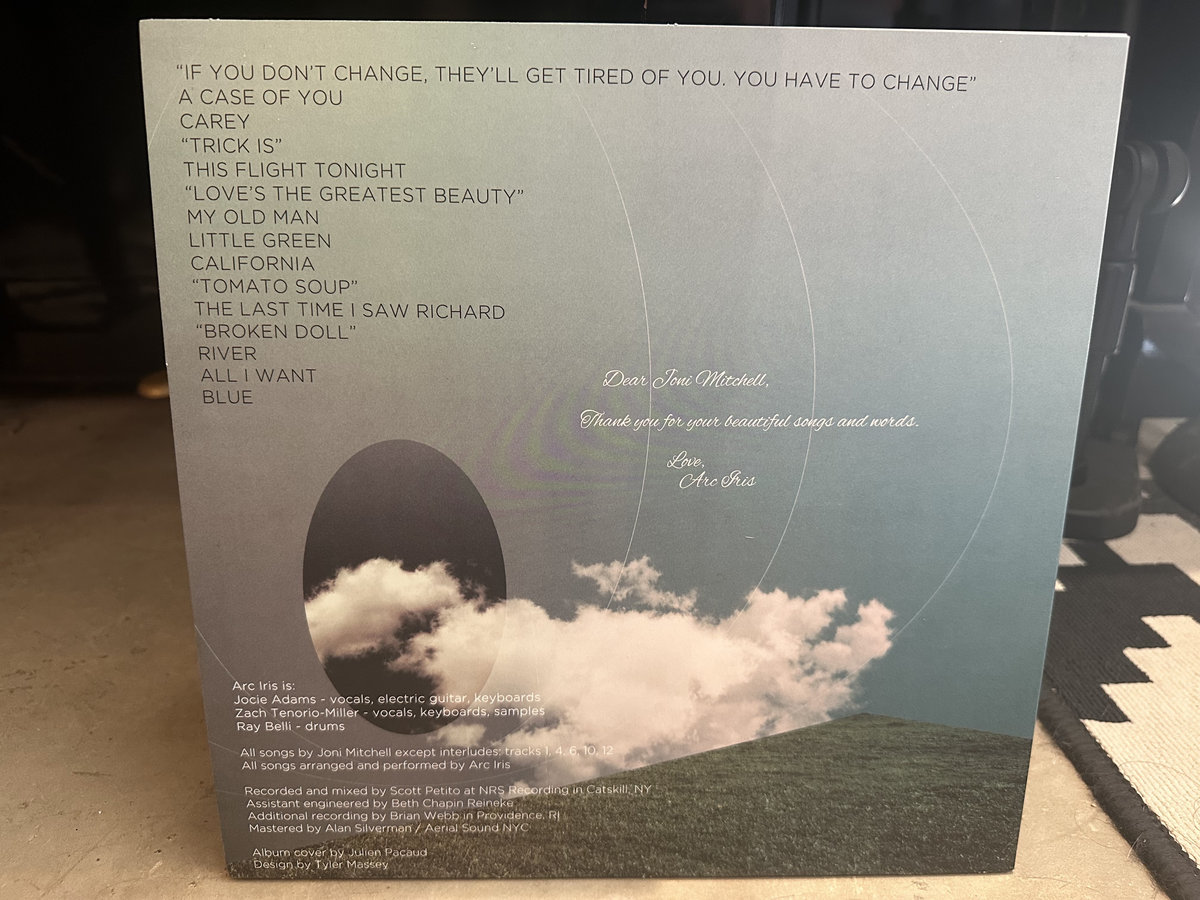 “IF YOU DON’T CHANGE, THEY’LL GET TIRED OF YOU. YOU HAVE TO CHANGE”
A CASE OF YOU
CAREY
“TRICK IS”
THIS FLIGHT TONIGHT
“LOVE’S THE GREATEST BEAUTY”
MY OLD MAN
LITTLE GREEN
CALIFORNIA
“TOMATO SOUP”
THE LAST TIME I SAW RICHARD
“BROKEN DOLL”
RIVER
ALL I WANT
BLUE
Dear Joni Mitchell,
Thank you for your beautiful songs and words.
Love,
Arc Iris
Arc Iris is:
Jocie Adams - vocals, electric guitar, keyboards
Zach Tenorio-Miller - vocals, keyboards, samples
Ray Belli - drums
All songs by Joni Mitchell except interludes: tracks 1, 4, 6, 10, 12
All songs arranged and performed by Arc Iris
Recorded and mixed by Scott Petito at NRS Recording in Catskill, NY
Assistant engineered by Beth Chapin Reineke
Additional recording by Brian Webb in Providence, RI
Mastered by Alan Silverman / Aerial Sound NYC
Album cover by Julien Pacaud
Design by Tyler Massey